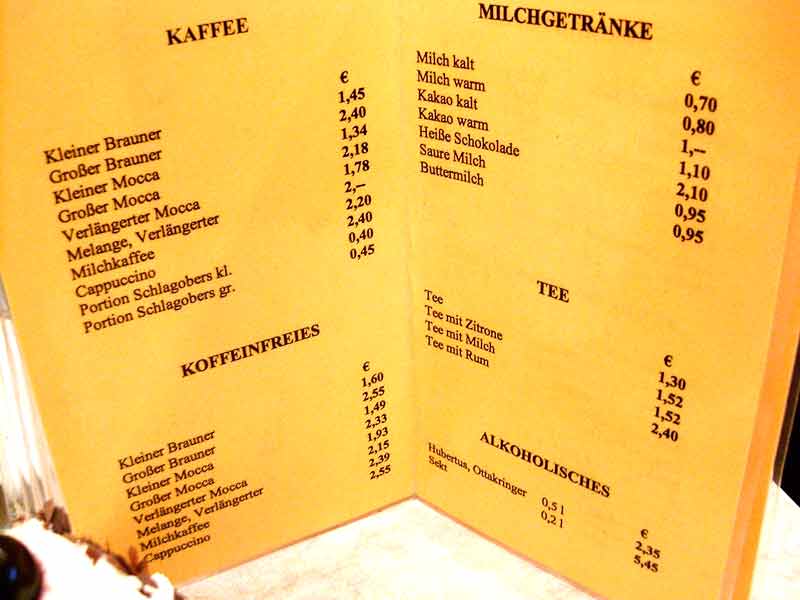 KAFFEE
€
Kleiner Brauner 1,45
Großer Brauner 2,40
Kleiner Mocca 1,34
Großer Mocca 2,18
Verlängerter Mocca 1,78
Melange, Verlängerter 2,--
Milchkaffee 2,20
Cappuccino 2,40
Portion Schlagobers kl. 0,40
Portion Schlagobers gr. 0,45
KOFFEINFREIES
€
Kleiner Brauner 1,60
Großer Brauner 2,55
Kleiner Mocca 1,49
Großer Mocca 2,33
Verlängerter Mocca 1,93
Melange, Verlängerter 2,15
Milchkaffee 2,39
Cappuccino 2,55
MILCHGETRÄNKE
€
Milch kalt 0,70
Milch warm 0,80
Kakao kalt 1,--
Kakao warm 1,10
Heiße Schokolade 2,10
Saure Milch 0,95
Buttermilch 0,95
TEE
€
Tee 1,30
Tee mit Zitrone 1,52
Tee mit Milch 1,52
Tee mit Rum 2,40
ALKOHOLISCHES
€
Hubertus, Ottakringer 0,5 l 2,35
Sekt 0,2 l 5,45